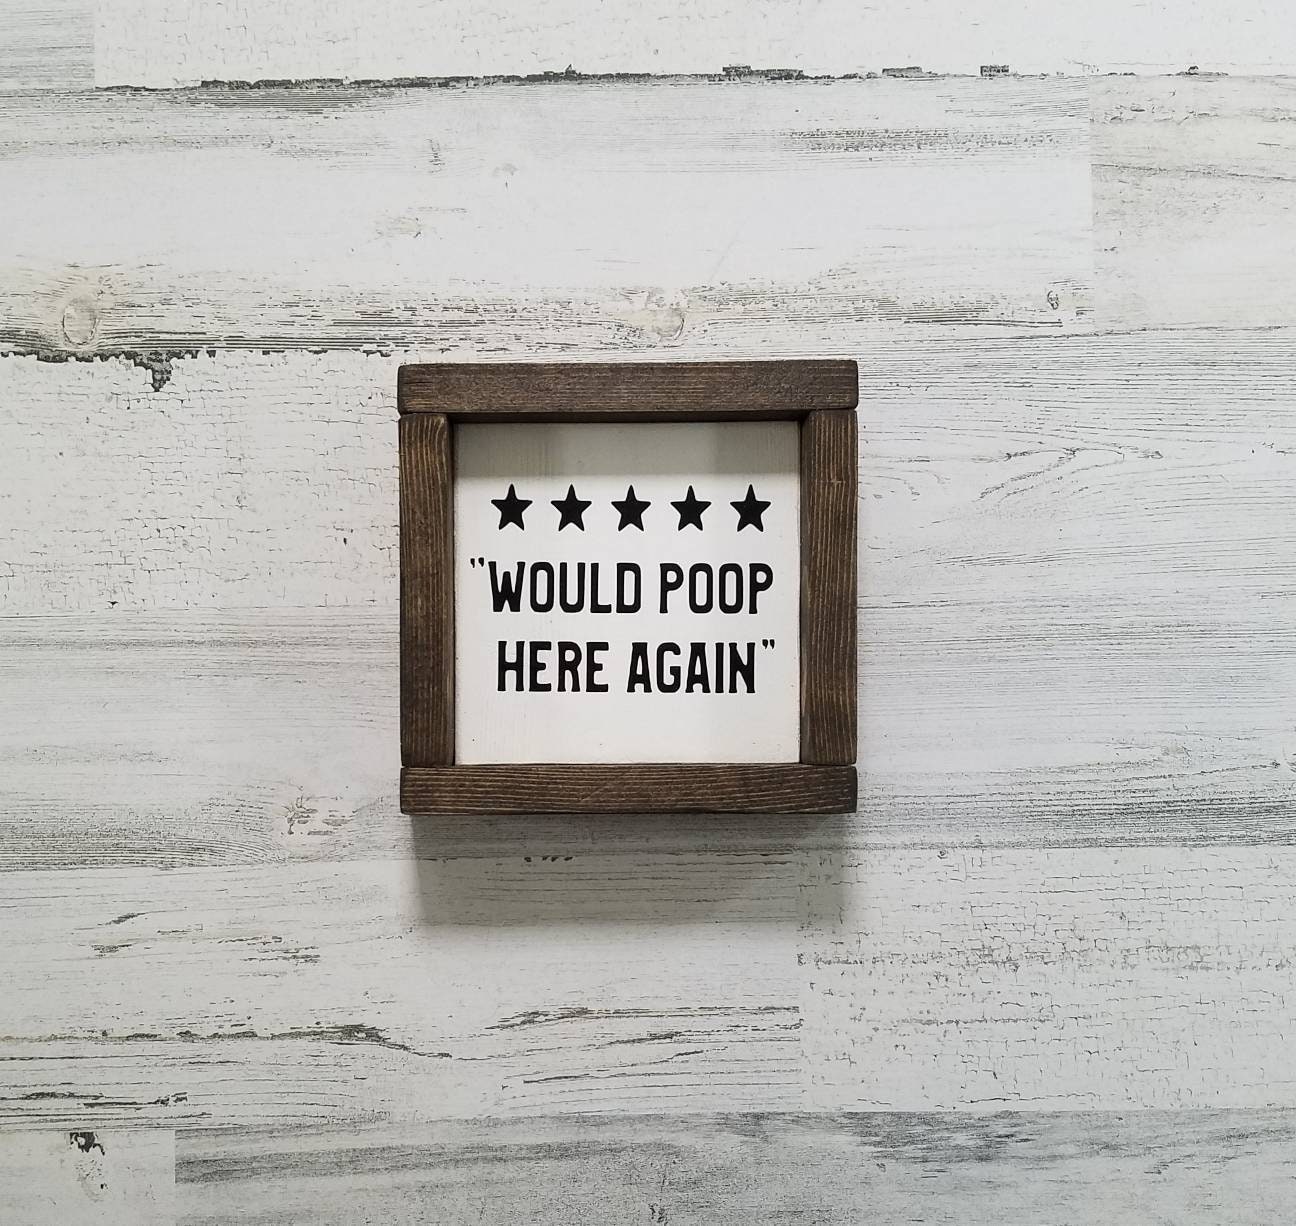 ★★★★★
"WOULD POOP
HERE AGAIN"